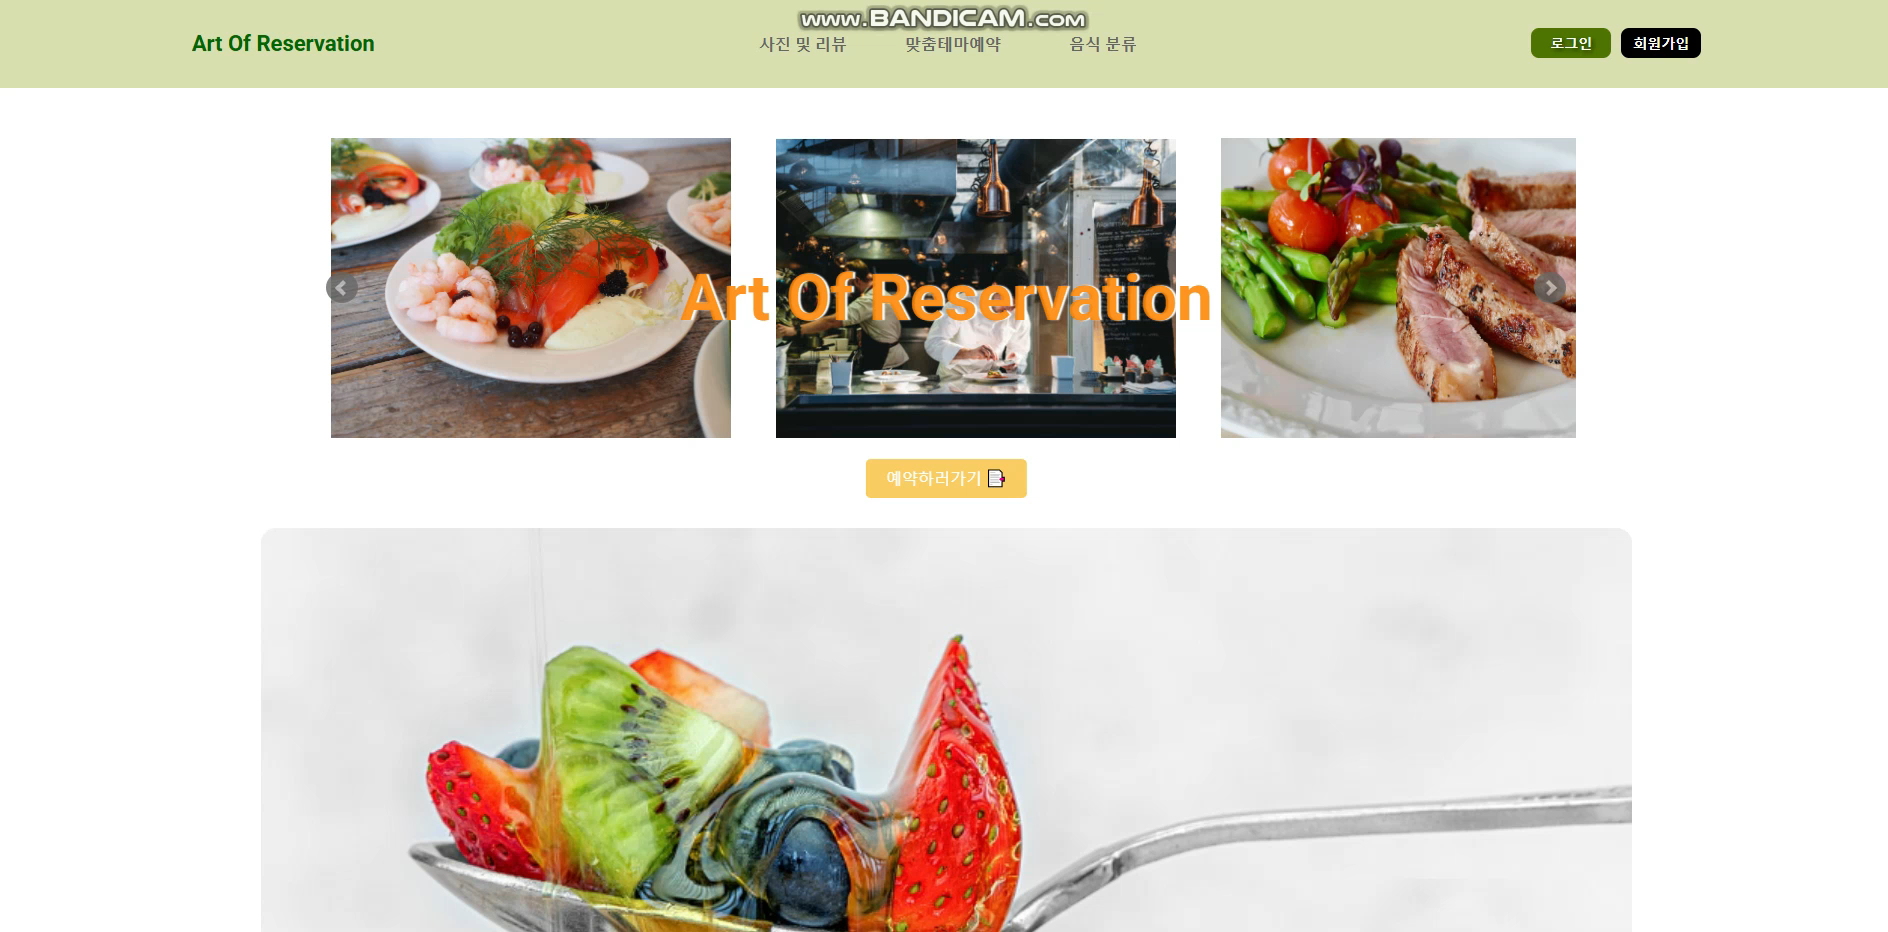 www.BANDICAM.com
Art Of Reservation
사진 및 리뷰
맞춤테마예약
음식 분류
로그인
회원가입
Art Of Reservation
예약하러가기